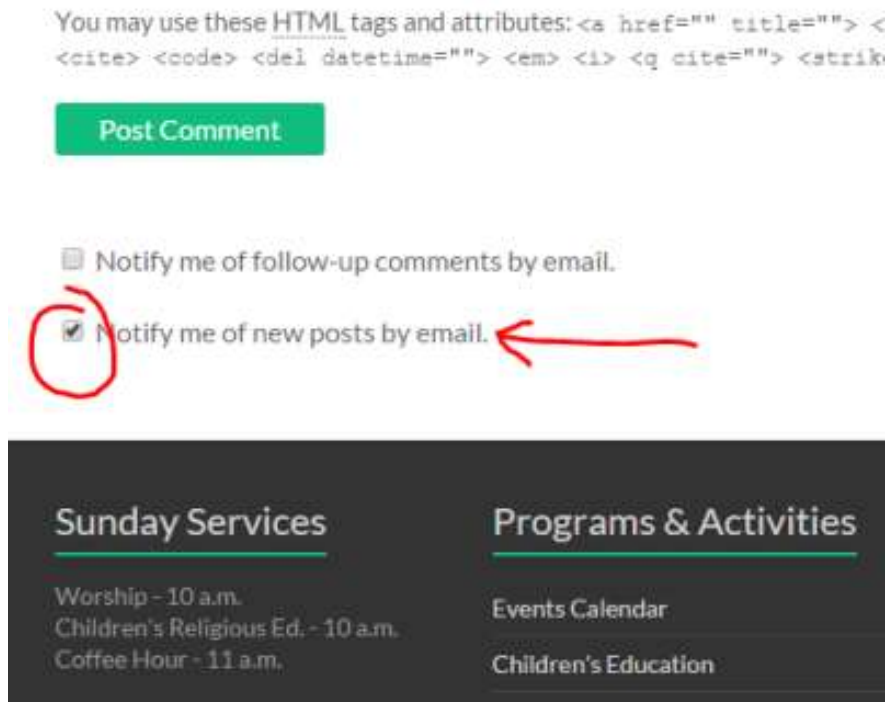 You may use these HTML tags and attributes: <a href="" title=""> <
<cite> <code> <del datetime=""> <em> <i> <q cite=""> <strike
Post Comment
Notify me of follow-up comments by email.
Notify me of new posts by email.
Sunday Services
Programs & Activities
Worship - 10 a.m.
Children's Religious Ed. - 10 a.m.
Coffee Hour - 11 a.m.
Events Calendar
Children's Education